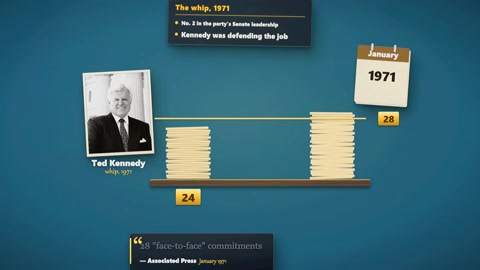 The whip, 1971
No. 2 in the party's Senate leadership
Kennedy was defending the job
January
1971
28
Ted Kennedy
whip, 1971
24
“28 "face-to-face" commitments
— Associated Press January 1971